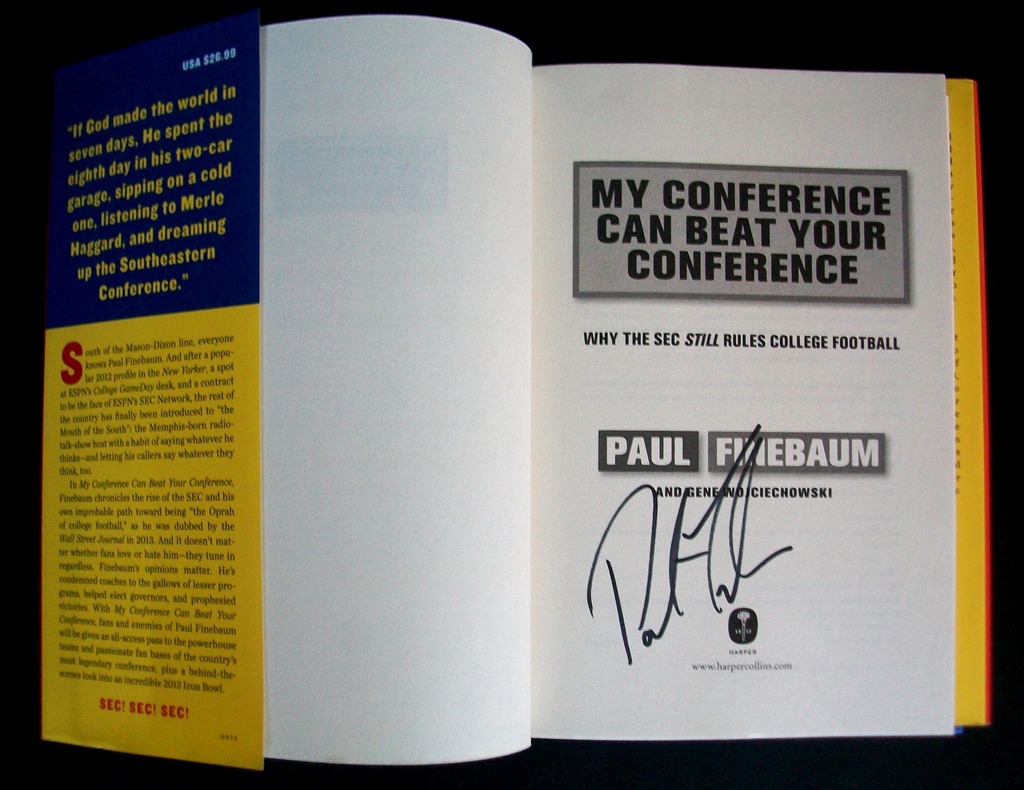 USA $26.99
"If God made the world in
seven days, He spent the
eighth day in his two-car
garage, sipping on a cold
one, listening to Merle
Haggard, and dreaming
up the Southeastern
Conference."
South of the Mason-Dixon line, everyone
knows Paul Finebaum. And after a popu-
lar 2012 profile in the New Yorker, a spot
at ESPN's College GameDay desk, and a contract
to be the face of ESPN's SEC Network, the rest of
the country has finally been introduced to "the
Mouth of the South": the Memphis-born radio-
talk-show host with a habit of saying whatever he
thinks—and letting his callers say whatever they
think, too.
In My Conference Can Beat Your Conference,
Finebaum chronicles the rise of the SEC and his
own improbable path toward being "the Oprah
of college football," as he was dubbed by the
Wall Street Journal in 2013. And it doesn't mat-
ter whether fans love or hate him—they tune in
regardless. Finebaum's opinions matter. He's
condemned coaches to the gallows of lesser pro-
grams, helped elect governors, and prophesied
victories. With My Conference Can Beat Your
Conference, fans and enemies of Paul Finebaum
will be given an all-access pass to the powerhouse
teams and passionate fan bases of the country's
most legendary conference, plus a behind-the-
scenes look into an incredible 2013 Iron Bowl.
SEC! SEC! SEC!
0814
MY CONFERENCE
CAN BEAT YOUR
CONFERENCE
WHY THE SEC STILL RULES COLLEGE FOOTBALL
PAUL FINEBAUM
AND GENE WOJCIECHOWSKI
HARPER
www.harpercollins.com